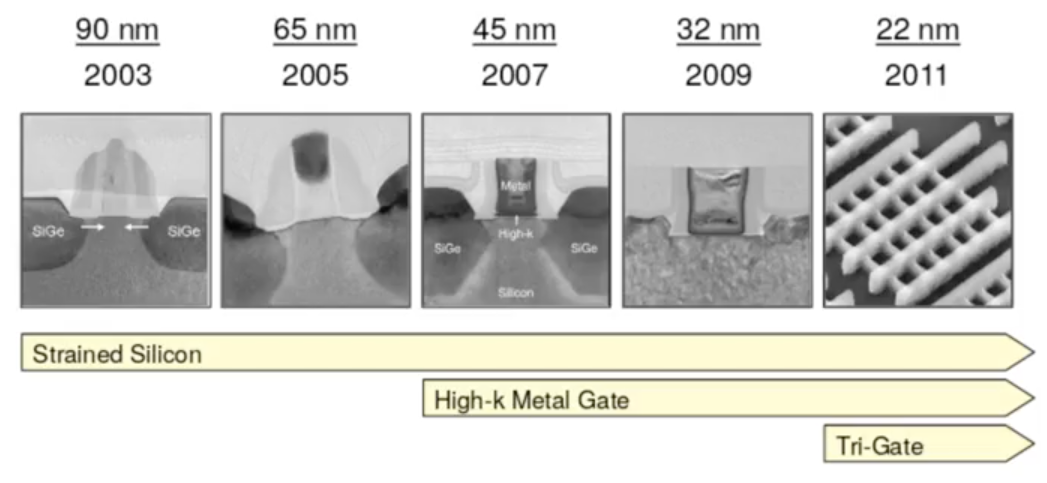 90 nm
65 nm
45 nm
32 nm
22 nm
2003
2005
2007
2009
2011
SiGe
SiGe
Metal
High-k
SiGe
SiGe
Silicon
Strained Silicon
High-k Metal Gate
Tri-Gate